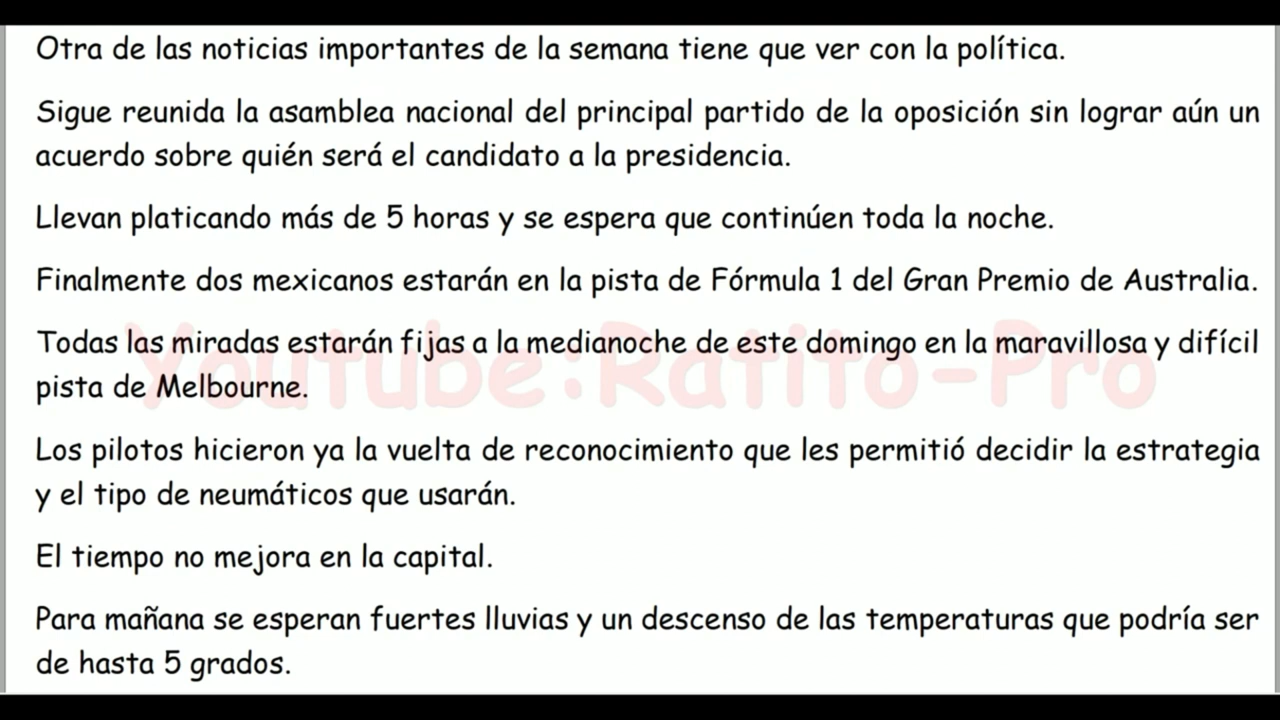 Otra de las noticias importantes de la semana tiene que ver con la política.
Sigue reunida la asamblea nacional del principal partido de la oposición sin lograr aún un
acuerdo sobre quién será el candidato a la presidencia.
Llevan platicando más de 5 horas y se espera que continúen toda la noche.
Finalmente dos mexicanos estarán en la pista de Fórmula 1 del Gran Premio de Australia.
Todas las miradas estarán fijas a la medianoche de este domingo en la maravillosa y difícil
pista de Melbourne.
Youtube:Ratito-Pro
Los pilotos hicieron ya la vuelta de reconocimiento que les permitió decidir la estrategia
y el tipo de neumáticos que usarán.
El tiempo no mejora en la capital.
Para mañana se esperan fuertes lluvias y un descenso de las temperaturas que podría ser
de hasta 5 grados.